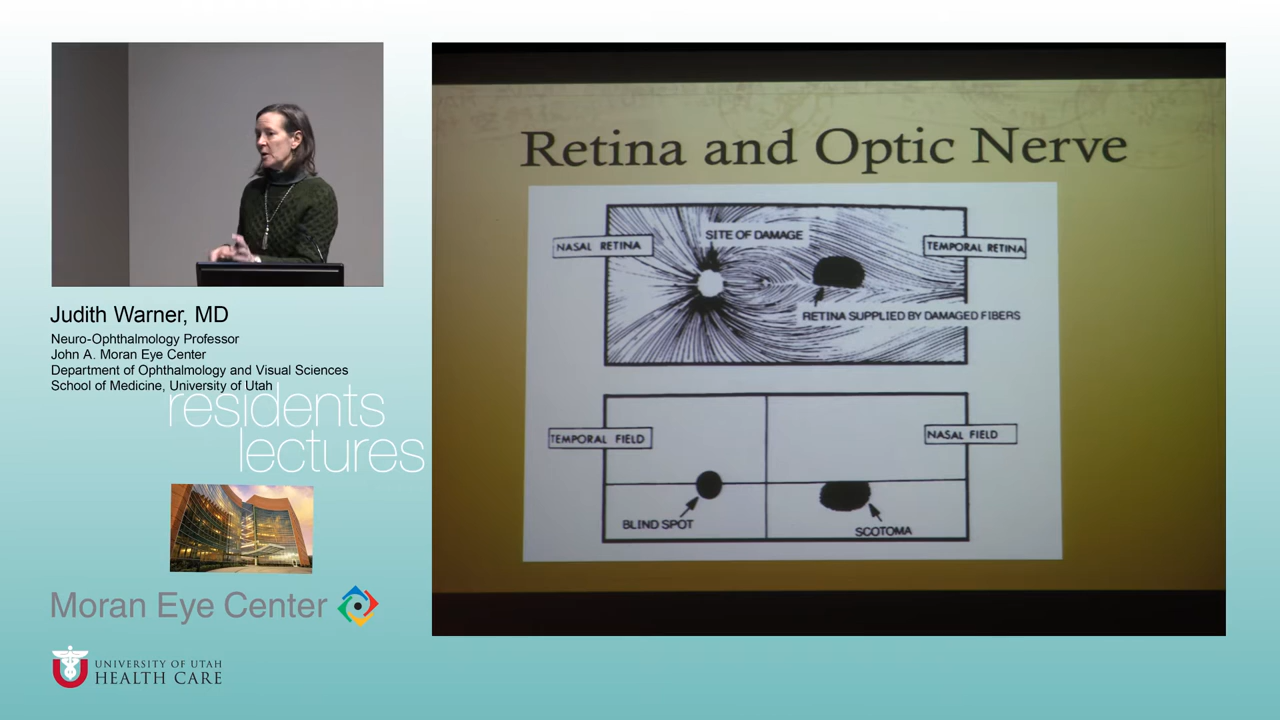 Retina and Optic Nerve
NASAL RETINA
SITE OF DAMAGE
TEMPORAL RETINA
RETINA SUPPLIED BY DAMAGED FIBERS
TEMPORAL FIELD
NASAL FIELD
BLIND SPOT
SCOTOMA
Judith Warner, MD
Neuro-Ophthalmology Professor
John A. Moran Eye Center
Department of Ophthalmology and Visual Sciences
School of Medicine, University of Utah
residents
lectures
Moran Eye Center
U
UNIVERSITY OF UTAH
HEALTH CARE